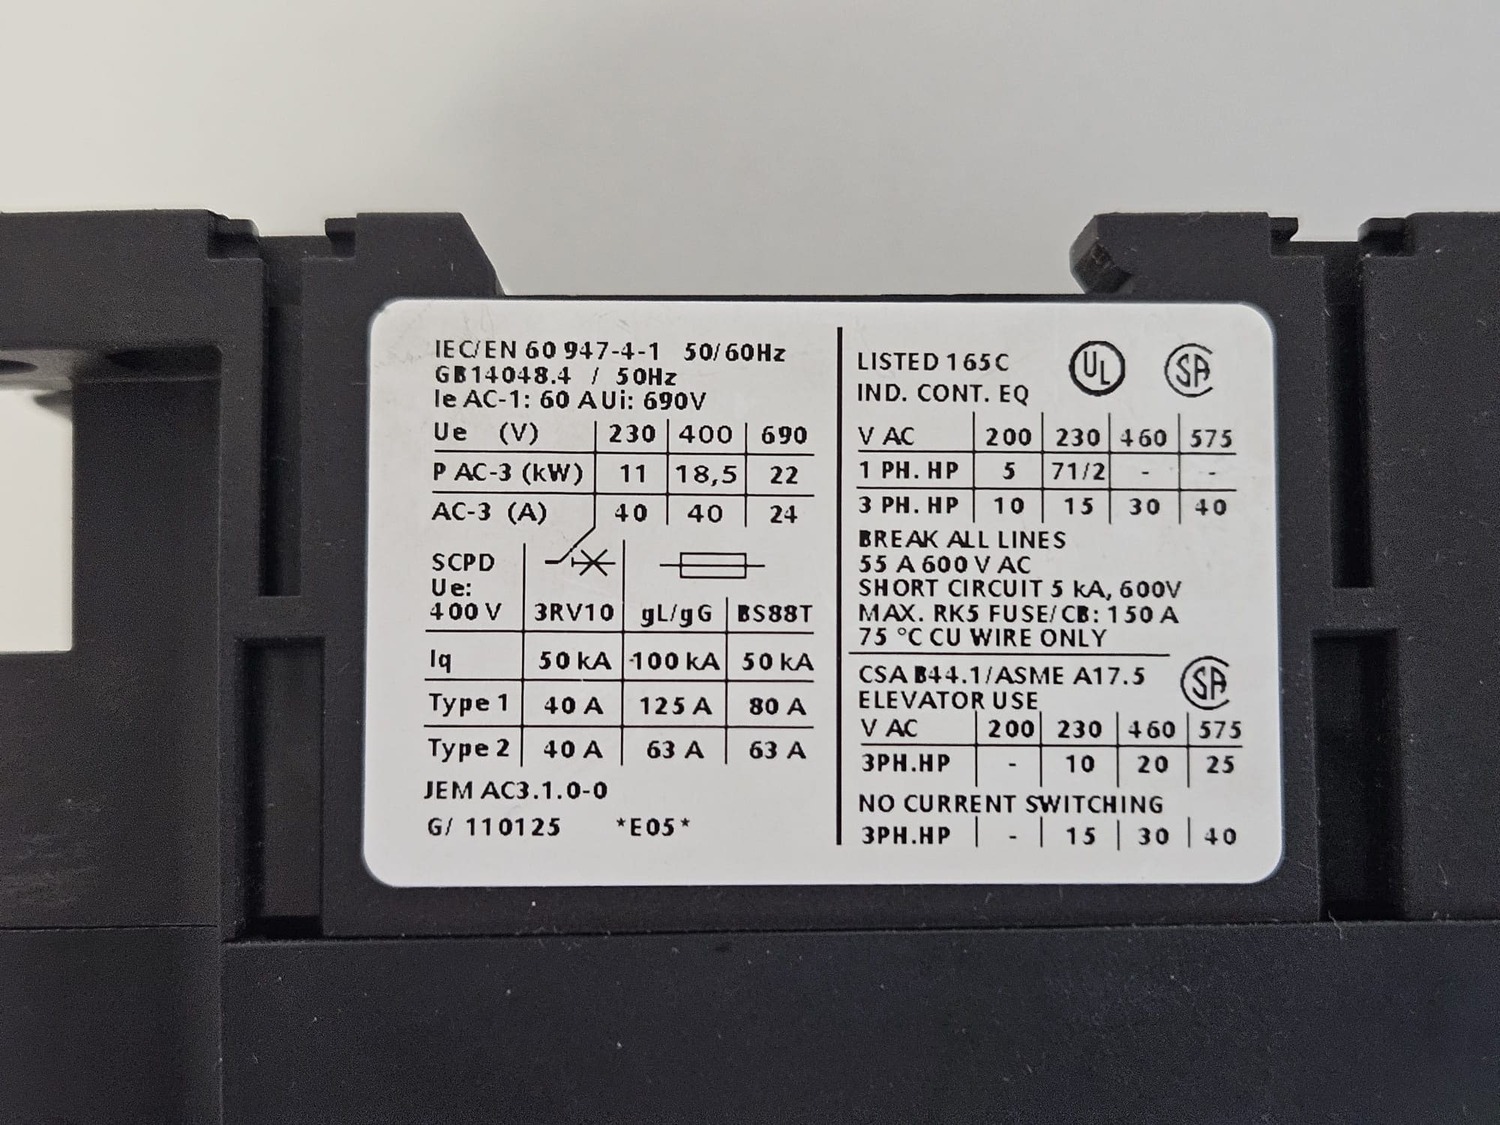 IEC/EN 60 947-4-1 50/60Hz
GB14048.4 / 50Hz
Ie AC-1: 60 A Ui: 690V
Ue (V) 230 400 690
P AC-3 (kW) 11 18,5 22
AC-3 (A) 40 40 24
SCPD
Ue:
400 V 3RV10 gL/gG BS88T
Iq 50 kA 100 kA 50 kA
Type 1 40 A 125 A 80 A
Type 2 40 A 63 A 63 A
JEM AC3.1.0-0
G/ 110125 *E05*
LISTED 165C UL SA
IND. CONT. EQ
V AC 200 230 460 575
1 PH. HP 5 71/2 - -
3 PH. HP 10 15 30 40
BREAK ALL LINES
55 A 600 V AC
SHORT CIRCUIT 5 kA, 600V
MAX. RK5 FUSE/CB: 150 A
75 °C CU WIRE ONLY
CSA B44.1/ASME A17.5 SA
ELEVATOR USE
V AC 200 230 460 575
3PH.HP - 10 20 25
NO CURRENT SWITCHING
3PH.HP - 15 30 40